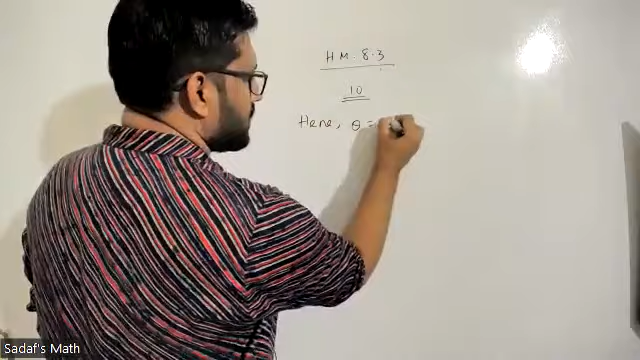 H.M. 8.3
10
Here, θ =
Sadaf's Math